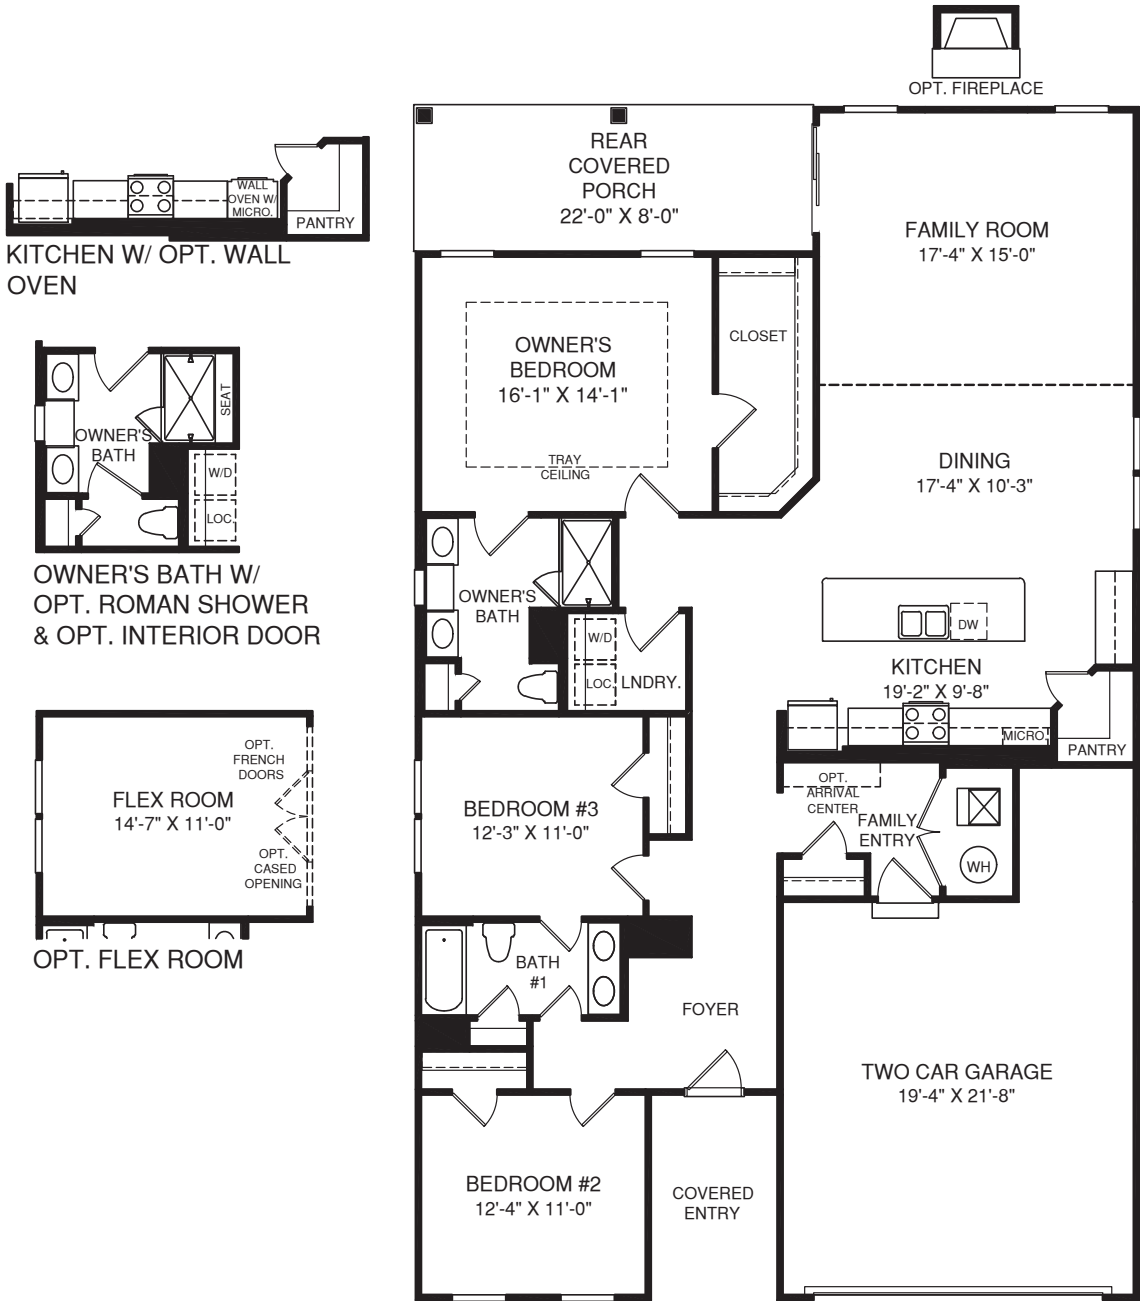 OPT. FIREPLACE
REAR
COVERED
PORCH
22'-0" X 8'-0"
FAMILY ROOM
17'-4" X 15'-0"
WALL
OVEN W/
MICRO.
PANTRY
KITCHEN W/ OPT. WALL
OVEN
OWNER'S
BEDROOM
16'-1" X 14'-1"
TRAY
CEILING
CLOSET
DINING
17'-4" X 10'-3"
SEAT
OWNER'S
BATH
W/D
LOC.
OWNER'S BATH W/
OPT. ROMAN SHOWER
& OPT. INTERIOR DOOR
OWNER'S
BATH
W/D
LOC.
LNDRY.
DW
KITCHEN
19'-2" X 9'-8"
MICRO.
PANTRY
OPT.
FRENCH
DOORS
FLEX ROOM
14'-7" X 11'-0"
OPT.
CASED
OPENING
OPT. FLEX ROOM
BEDROOM #3
12'-3" X 11'-0"
OPT.
ARRIVAL
CENTER
FAMILY
ENTRY
WH
BATH
#1
FOYER
TWO CAR GARAGE
19'-4" X 21'-8"
BEDROOM #2
12'-4" X 11'-0"
COVERED
ENTRY